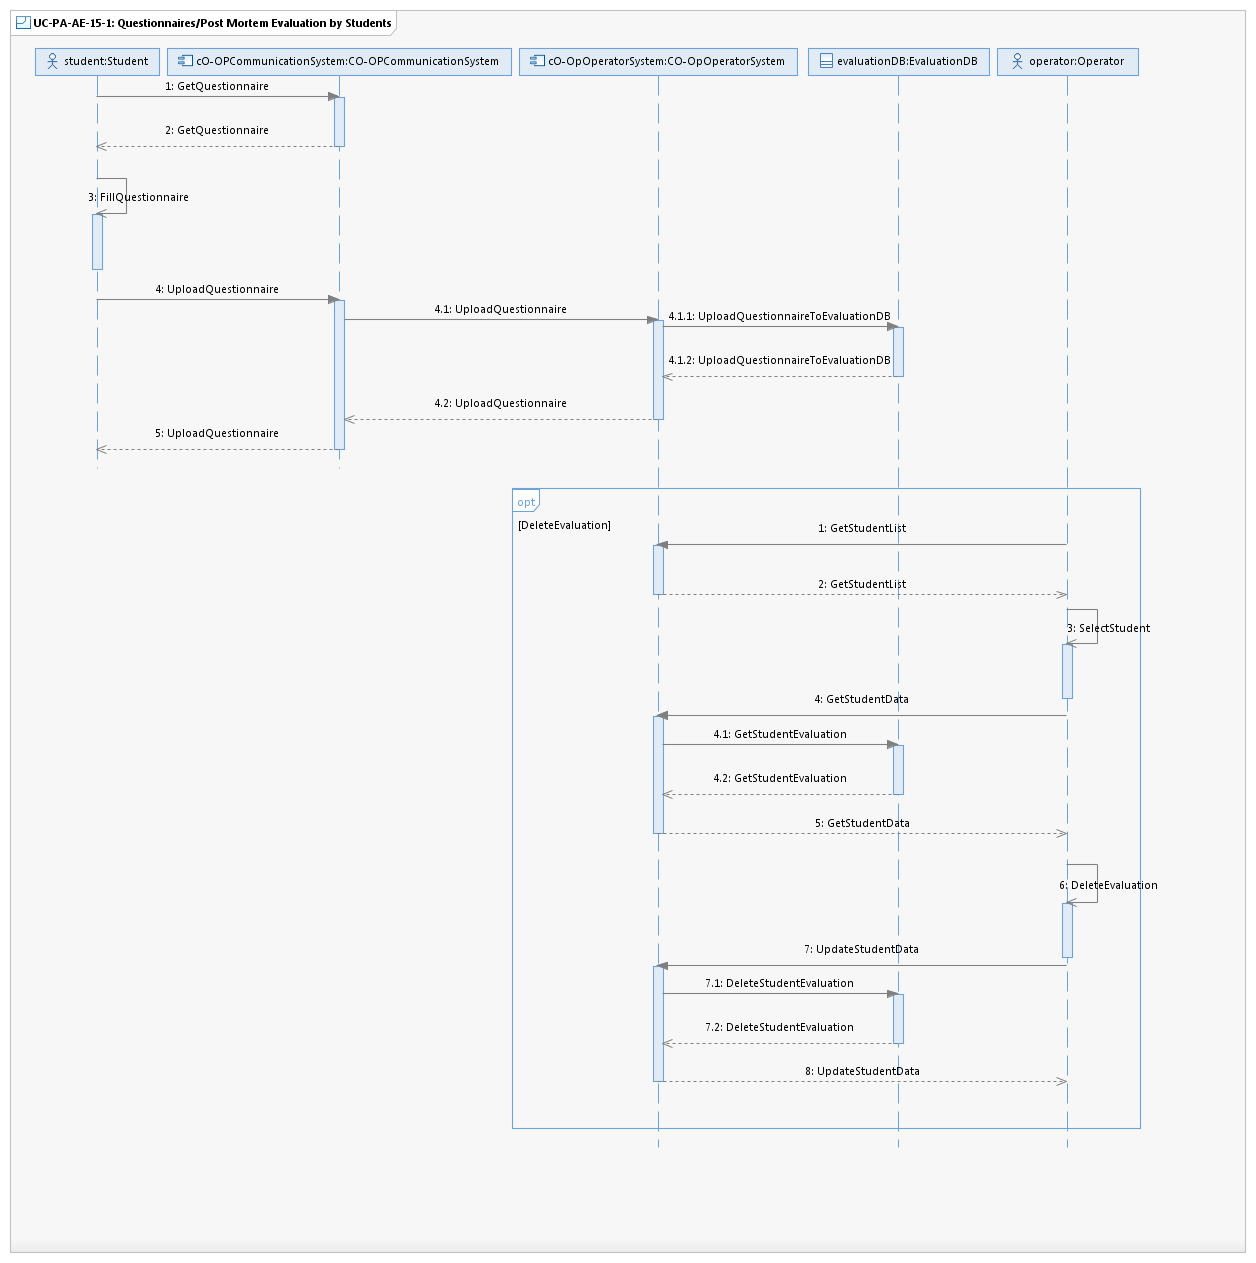 UC-PA-AE-15-1: Questionnaires/Post Mortem Evaluation by Students
student:Student
cO-OPCommunicationSystem:CO-OPCommunicationSystem
cO-OpOperatorSystem:CO-OpOperatorSystem
evaluationDB:EvaluationDB
operator:Operator
1: GetQuestionnaire
2: GetQuestionnaire
3: FillQuestionnaire
4: UploadQuestionnaire
4.1: UploadQuestionnaire
4.1.1: UploadQuestionnaireToEvaluationDB
4.1.2: UploadQuestionnaireToEvaluationDB
4.2: UploadQuestionnaire
5: UploadQuestionnaire
opt
[DeleteEvaluation]
1: GetStudentList
2: GetStudentList
3: SelectStudent
4: GetStudentData
4.1: GetStudentEvaluation
4.2: GetStudentEvaluation
5: GetStudentData
6: DeleteEvaluation
7: UpdateStudentData
7.1: DeleteStudentEvaluation
7.2: DeleteStudentEvaluation
8: UpdateStudentData